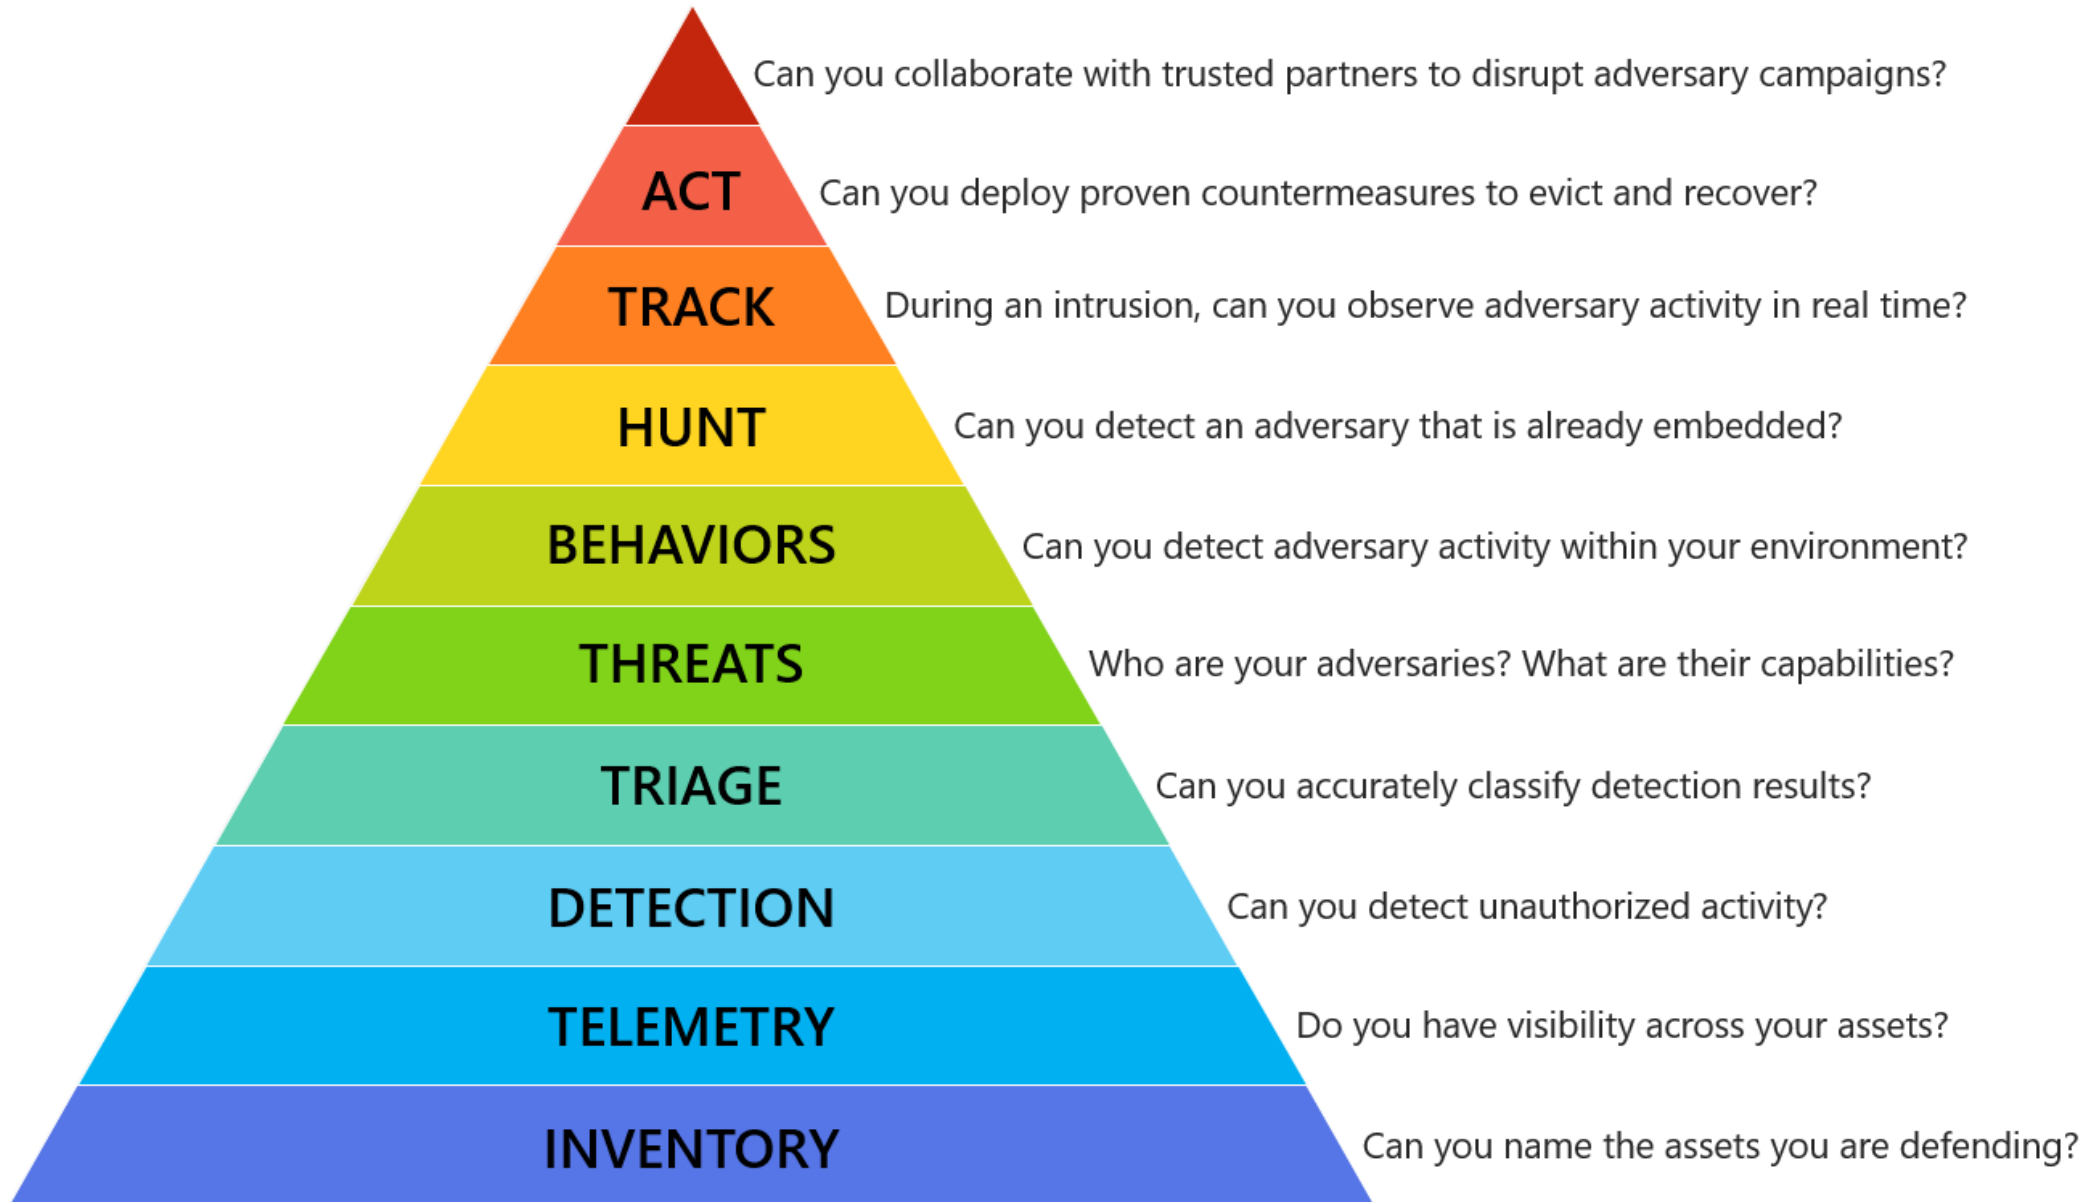 Can you collaborate with trusted partners to disrupt adversary campaigns?
ACT Can you deploy proven countermeasures to evict and recover?
TRACK During an intrusion, can you observe adversary activity in real time?
HUNT Can you detect an adversary that is already embedded?
BEHAVIORS Can you detect adversary activity within your environment?
THREATS Who are your adversaries? What are their capabilities?
TRIAGE Can you accurately classify detection results?
DETECTION Can you detect unauthorized activity?
TELEMETRY Do you have visibility across your assets?
INVENTORY Can you name the assets you are defending?